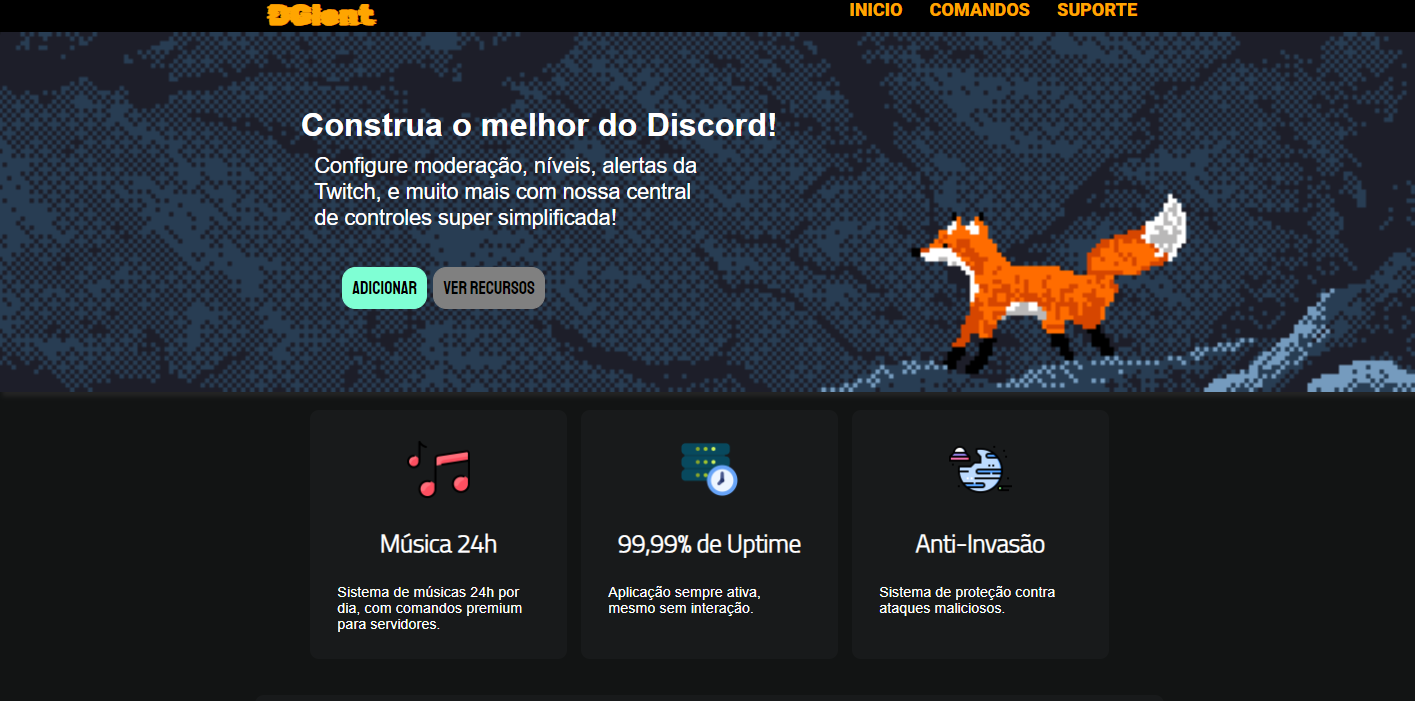 DGient
INICIO COMANDOS SUPORTE
Construa o melhor do Discord!
Configure moderação, níveis, alertas da
Twitch, e muito mais com nossa central
de controles super simplificada!
ADICIONAR VER RECURSOS
Música 24h
Sistema de músicas 24h por
dia, com comandos premium
para servidores.
99,99% de Uptime
Aplicação sempre ativa,
mesmo sem interação.
Anti-Invasão
Sistema de proteção contra
ataques maliciosos.